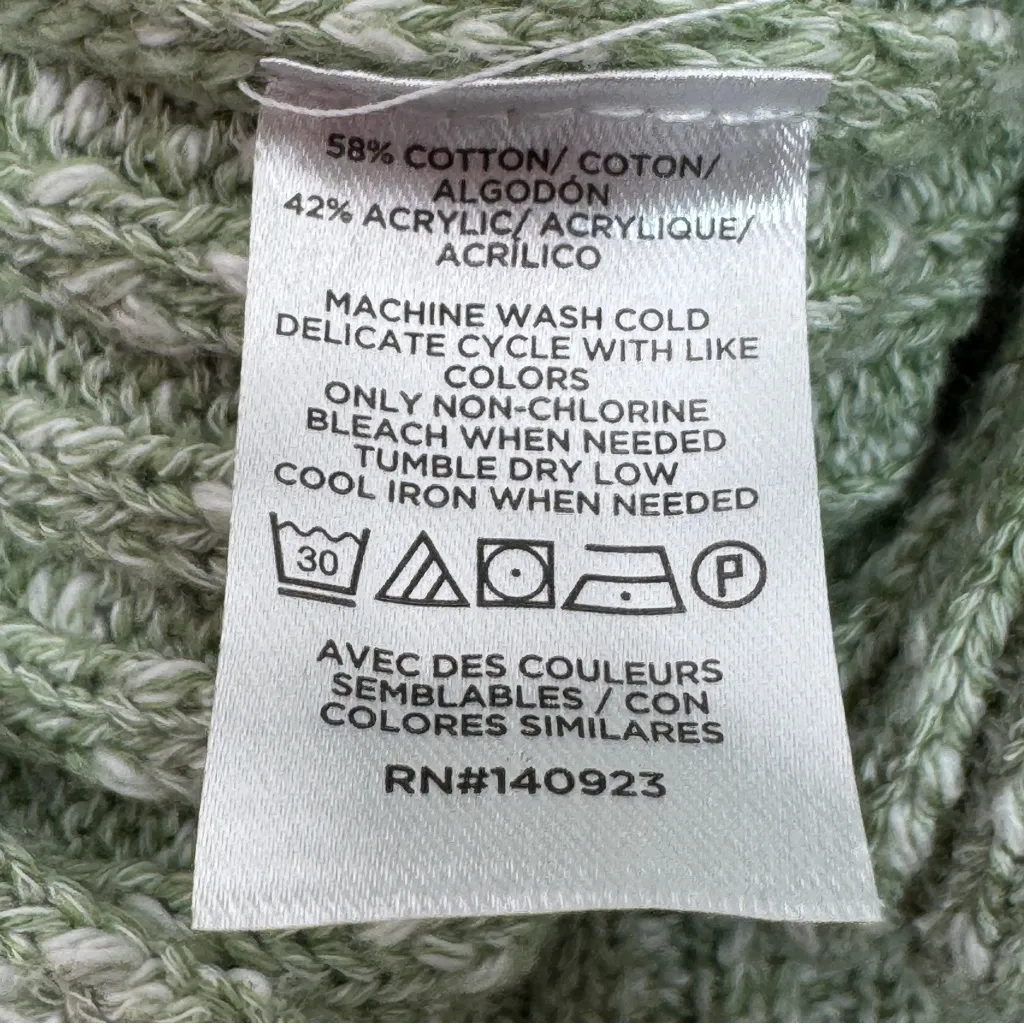 58% COTTON/ COTON/
ALGODÓN
42% ACRYLIC/ ACRYLIQUE/
ACRÍLICO
MACHINE WASH COLD
DELICATE CYCLE WITH LIKE
COLORS
ONLY NON-CHLORINE
BLEACH WHEN NEEDED
TUMBLE DRY LOW
COOL IRON WHEN NEEDED
30 P
AVEC DES COULEURS
SEMBLABLES / CON
COLORES SIMILARES
RN#140923